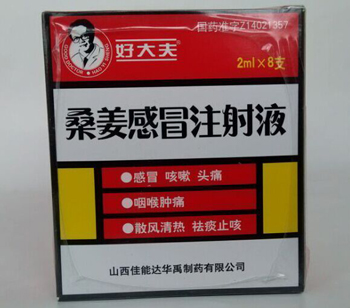 国药准字Z14021357
好大夫
GOOD DOCTOR
2ml×8支
桑姜感冒注射液
●感冒 咳嗽 头痛
●咽喉肿痛
●散风清热 祛痰止咳
山西佳能达华禹制药有限公司